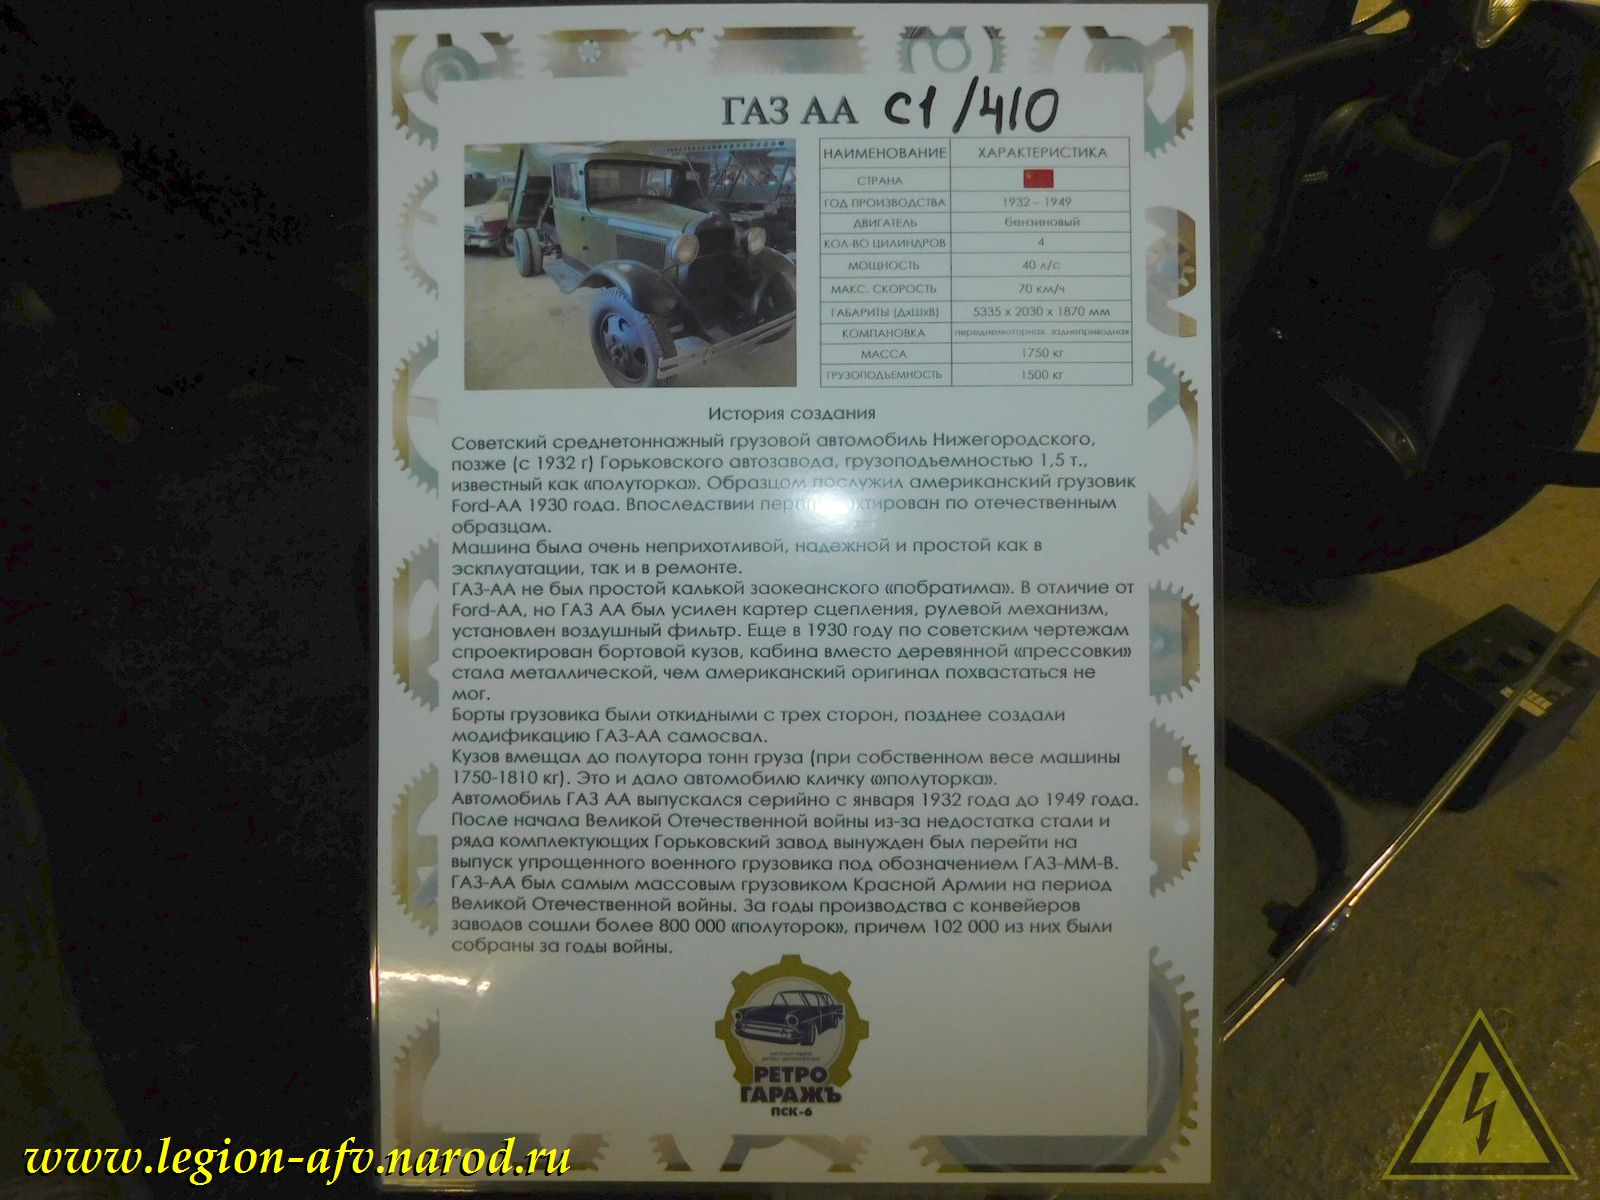 ГАЗ АА С1/410
НАИМЕНОВАНИЕ ХАРАКТЕРИСТИКА
СТРАНА
ГОД ПРОИЗВОДСТВА 1932 – 1949
ДВИГАТЕЛЬ бензиновый
КОЛ-ВО ЦИЛИНДРОВ 4
МОЩНОСТЬ 40 л/с
МАКС. СКОРОСТЬ 70 км/ч
ГАБАРИТЫ (ДхШхВ) 5335 х 2030 х 1870 мм
КОМПАНОВКА переднемоторная, заднеприводная
МАССА 1750 кг
ГРУЗОПОДЪЕМНОСТЬ 1500 кг
История создания
Советский среднетоннажный грузовой автомобиль Нижегородского,
позже (с 1932 г) Горьковского автозавода, грузоподъемностью 1,5 т.,
известный как «полуторка». Образцом послужил американский грузовик
Ford-AA 1930 года. Впоследствии по отечественным
образцам.
Машина была очень неприхотливой, надежной и простой как в
эсклуатации, так и в ремонте.
ГАЗ-АА не был простой калькой заокеанского «побратима». В отличие от
Ford-AA, но ГАЗ АА был усилен картер сцепления, рулевой механизм,
установлен воздушный фильтр. Еще в 1930 году по советским чертежам
спроектирован бортовой кузов, кабина вместо деревянной «прессовки»
стала металлической, чем американский оригинал похвастаться не
мог.
Борты грузовика были откидными с трех сторон, позднее создали
модификацию ГАЗ-АА самосвал.
Кузов вмещал до полутора тонн груза (при собственном весе машины
1750-1810 кг). Это и дало автомобилю кличку «»полуторка».
Автомобиль ГАЗ АА выпускался серийно с января 1932 года до 1949 года.
После начала Великой Отечественной войны из-за недостатка стали и
ряда комплектующих Горьковский завод вынужден был перейти на
выпуск упрощенного военного грузовика под обозначением ГАЗ-ММ-В.
ГАЗ-АА был самым массовым грузовиком Красной Армии на период
Великой Отечественной войны. За годы производства с конвейеров
заводов сошли более 800 000 «полуторок», причем 102 000 из них были
собраны за годы войны.
РЕТРО
ГАРАЖЪ
ПСК-6
www.legion-afv.narod.ru